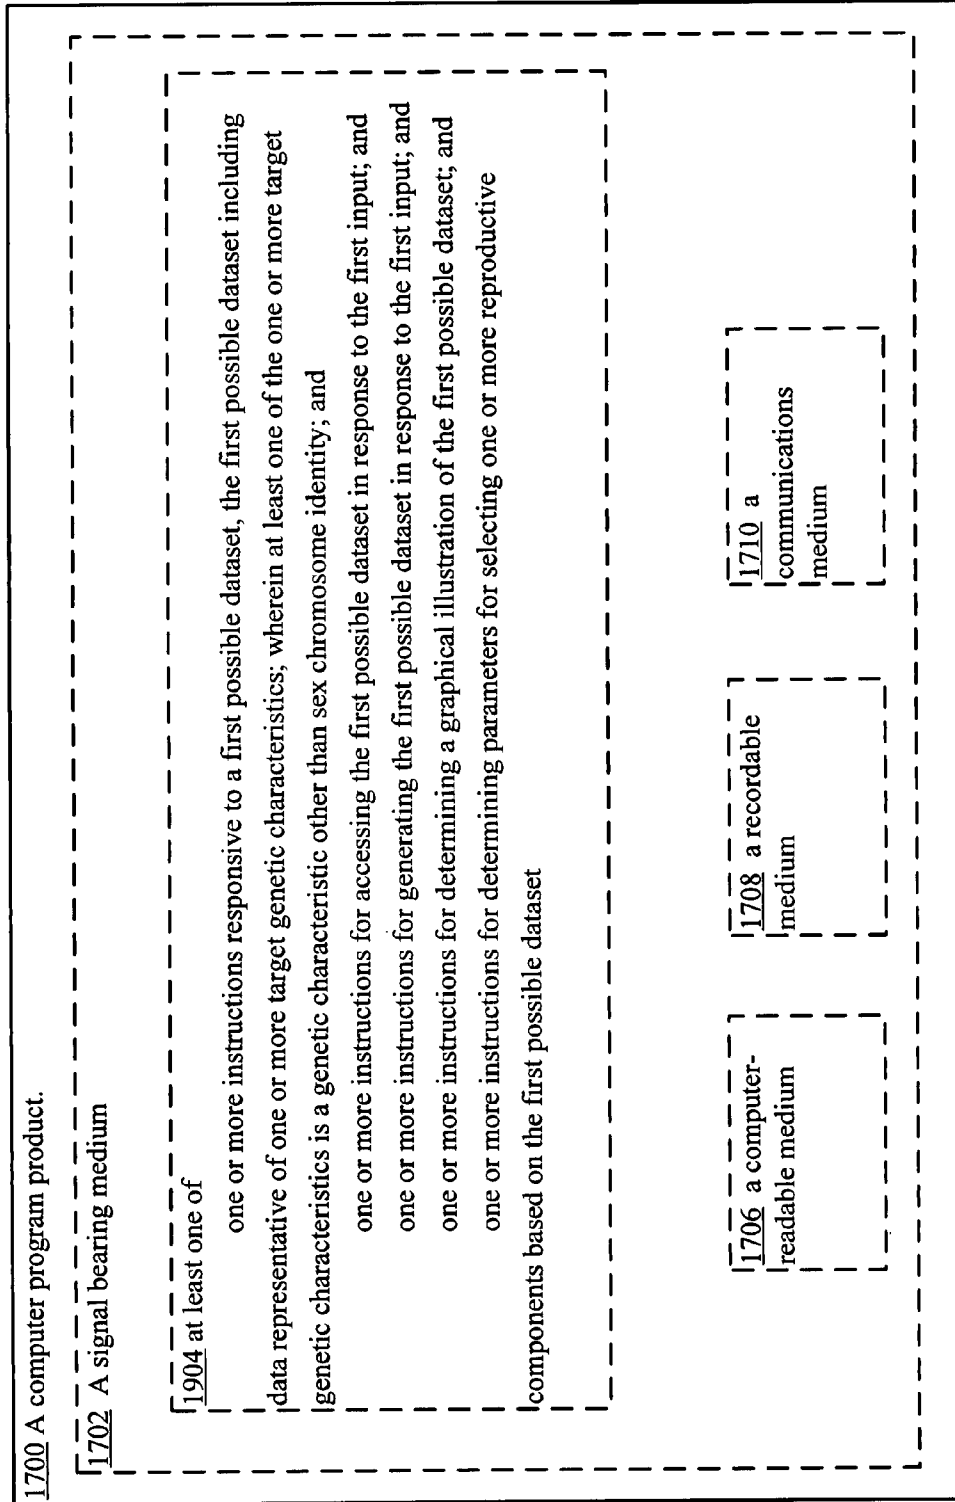 1700 A computer program product.
1702 A signal bearing medium
1904 at least one of
one or more instructions responsive to a first possible dataset, the first possible dataset including
data representative of one or more target genetic characteristics; wherein at least one of the one or more target
genetic characteristics is a genetic characteristic other than sex chromosome identity; and
one or more instructions for accessing the first possible dataset in response to the first input; and
one or more instructions for generating the first possible dataset in response to the first input; and
one or more instructions for determining a graphical illustration of the first possible dataset; and
one or more instructions for determining parameters for selecting one or more reproductive
components based on the first possible dataset
1706 a computer-
readable medium
1708 a recordable
medium
1710 a
communications
medium